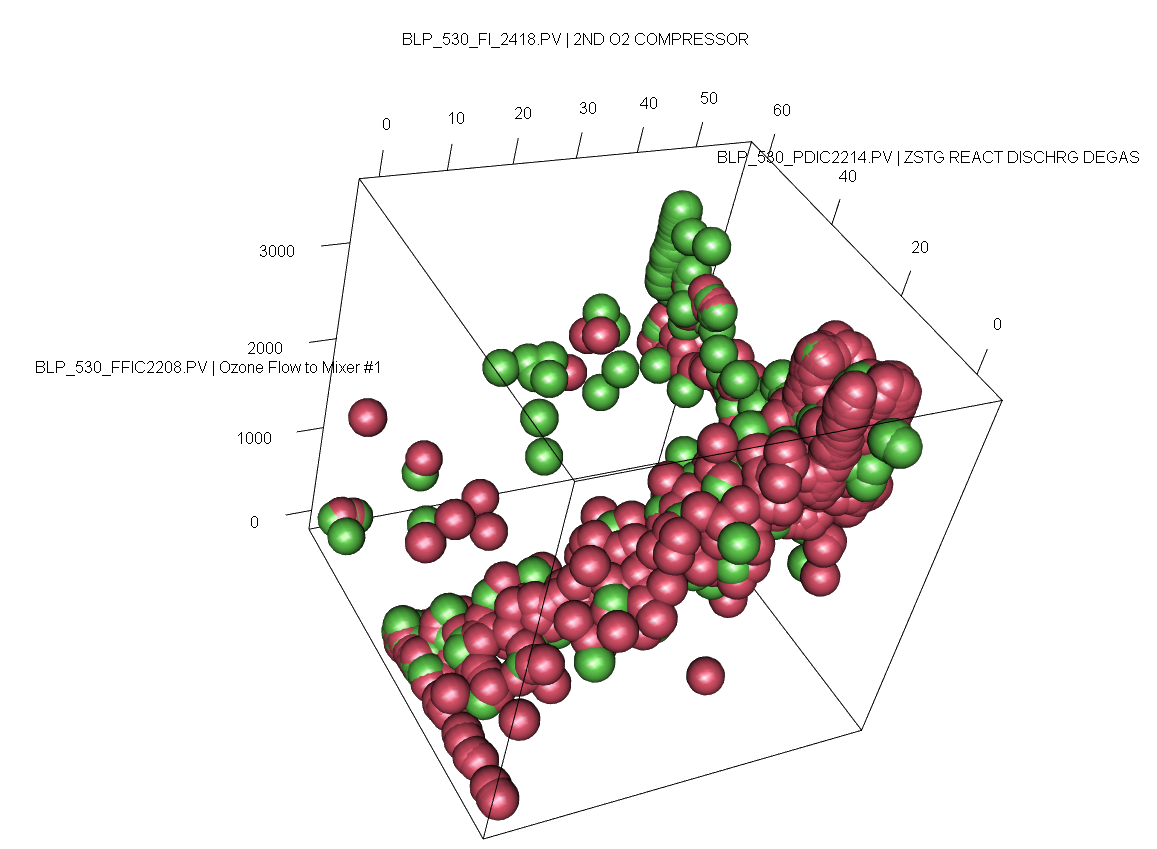 BLP_530_FI_2418.PV | 2ND O2 COMPRESSOR
0 10 20 30 40 50 60
BLP_530_PDIC2214.PV | ZSTG REACT DISCHRG DEGAS
40
20
0
3000
2000
BLP_530_FFIC2208.PV | Ozone Flow to Mixer #1
1000
0